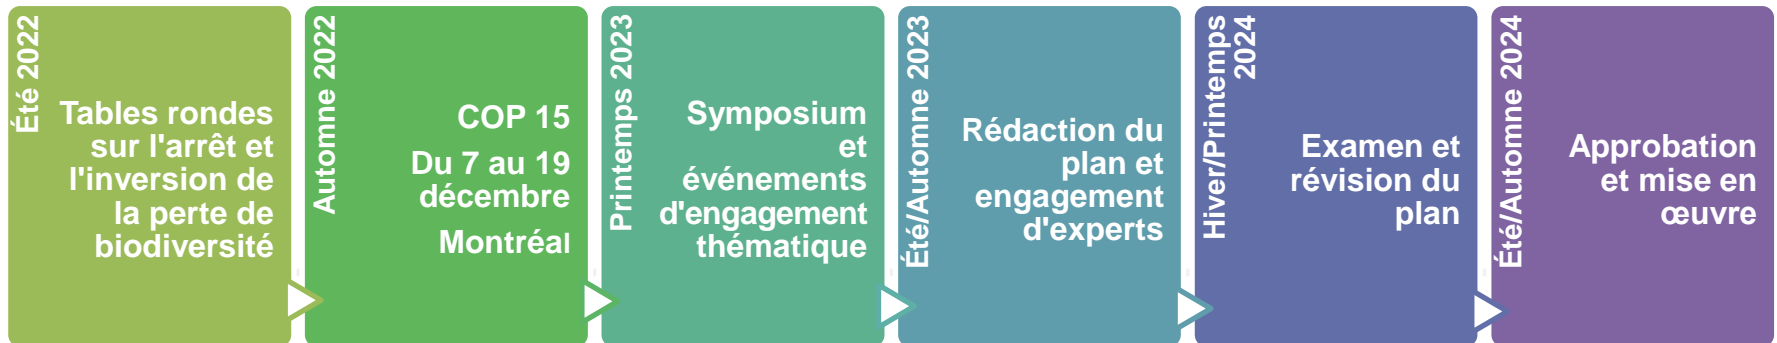 Été 2022
Tables rondes
sur l'arrêt et
l'inversion de
la perte de
biodiversité
Automne 2022
COP 15
Du 7 au 19
décembre
Montréal
Printemps 2023
Symposium
et
événements
d'engagement
thématique
Été/Automne 2023
Rédaction du
plan et
engagement
d'experts
Hiver/Printemps
2024
Examen et
révision du
plan
Été/Automne 2024
Approbation
et mise en
œuvre